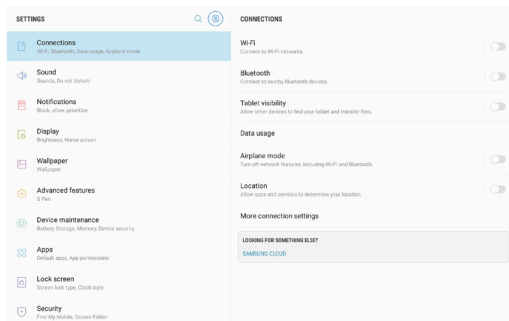 SETTINGS
Connections
Wi-Fi, Bluetooth, Data usage, Airplane mode
Sound
Sounds, Do not disturb
Notifications
Block, allow, prioritize
Display
Brightness, Home screen
Wallpaper
Wallpaper
Advanced features
S Pen
Device maintenance
Battery, Storage, Memory, Device security
Apps
Default apps, App permissions
Lock screen
Screen lock type, Clock style
Security
Find My Mobile, Secure Folder
CONNECTIONS
Wi-Fi
Connect to Wi-Fi networks.
Bluetooth
Connect to nearby Bluetooth devices.
Tablet visibility
Allow other devices to find your tablet and transfer files.
Data usage
Airplane mode
Turn off network features, including Wi-Fi and Bluetooth.
Location
Allow apps and services to determine your location.
More connection settings
LOOKING FOR SOMETHING ELSE?
SAMSUNG CLOUD